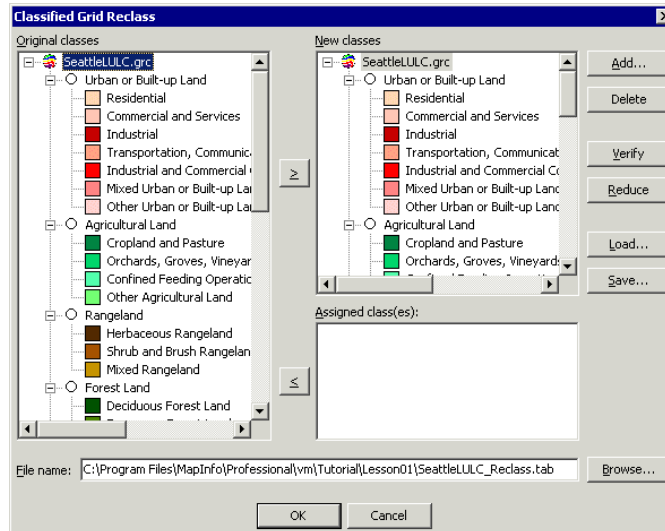 Classified Grid Reclass
Original classes
SeattleLULC.grc
Urban or Built-up Land
Residential
Commercial and Services
Industrial
Transportation, Communica
Industrial and Commercial C
Mixed Urban or Built-up Lar
Other Urban or Built-up Lar
Agricultural Land
Cropland and Pasture
Orchards, Groves, Vineyar
Confined Feeding Operatic
Other Agricultural Land
Rangeland
Herbaceous Rangeland
Shrub and Brush Rangelan
Mixed Rangeland
Forest Land
Deciduous Forest Land
≥
≤
New classes
SeattleLULC.grc
Urban or Built-up Land
Residential
Commercial and Services
Industrial
Transportation, Communicat
Industrial and Commercial Co
Mixed Urban or Built-up Land
Other Urban or Built-up Land
Agricultural Land
Cropland and Pasture
Orchards, Groves, Vineyards
Assigned class(es):
Add...
Delete
Verify
Reduce
Load...
Save...
File name: C:\Program Files\MapInfo\Professional\vm\Tutorial\Lesson01\SeattleLULC_Reclass.tab Browse...
OK Cancel